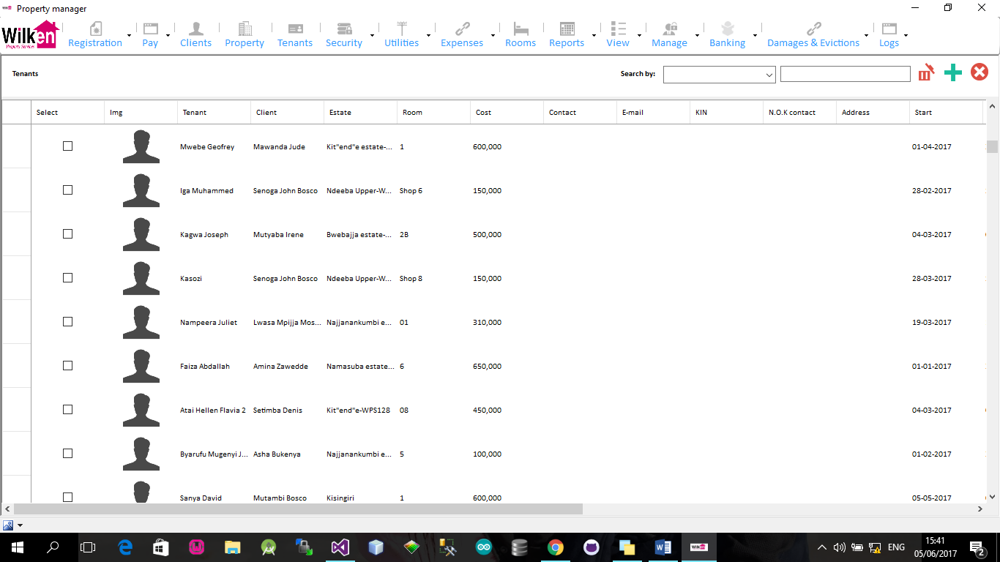 Property manager
Wilken
Property Services
Registration Pay Clients Property Tenants Security Utilities Expenses Rooms Reports View Manage Banking Damages & Evictions Logs
Tenants Search by:
Select Img Tenant Client Estate Room Cost Contact E-mail KIN N.O.K contact Address Start
Mwebe Geofrey Mawanda Jude Kit"end"e estate-... 1 600,000 01-04-2017
Iga Muhammed Senoga John Bosco Ndeeba Upper-W... Shop 6 150,000 28-02-2017
Kagwa Joseph Mutyaba Irene Bwebajja estate-... 2B 500,000 04-03-2017
Kasozi Senoga John Bosco Ndeeba Upper-W... Shop 8 150,000 28-03-2017
Nampeera Juliet Lwasa Mpijja Mos... Najjanankumbi e... 01 310,000 19-03-2017
Faiza Abdallah Amina Zawedde Namasuba estate... 6 650,000 01-01-2017
Atai Hellen Flavia 2 Setimba Denis Kit"end"e-WPS128 08 450,000 04-03-2017
Byarufu Mugenyi J... Asha Bukenya Najjanankumbi e... 5 100,000 01-02-2017
Sanya David Mutambi Bosco Kisingiri 1 600,000 05-05-2017
ENG 15:41
05/06/2017 2